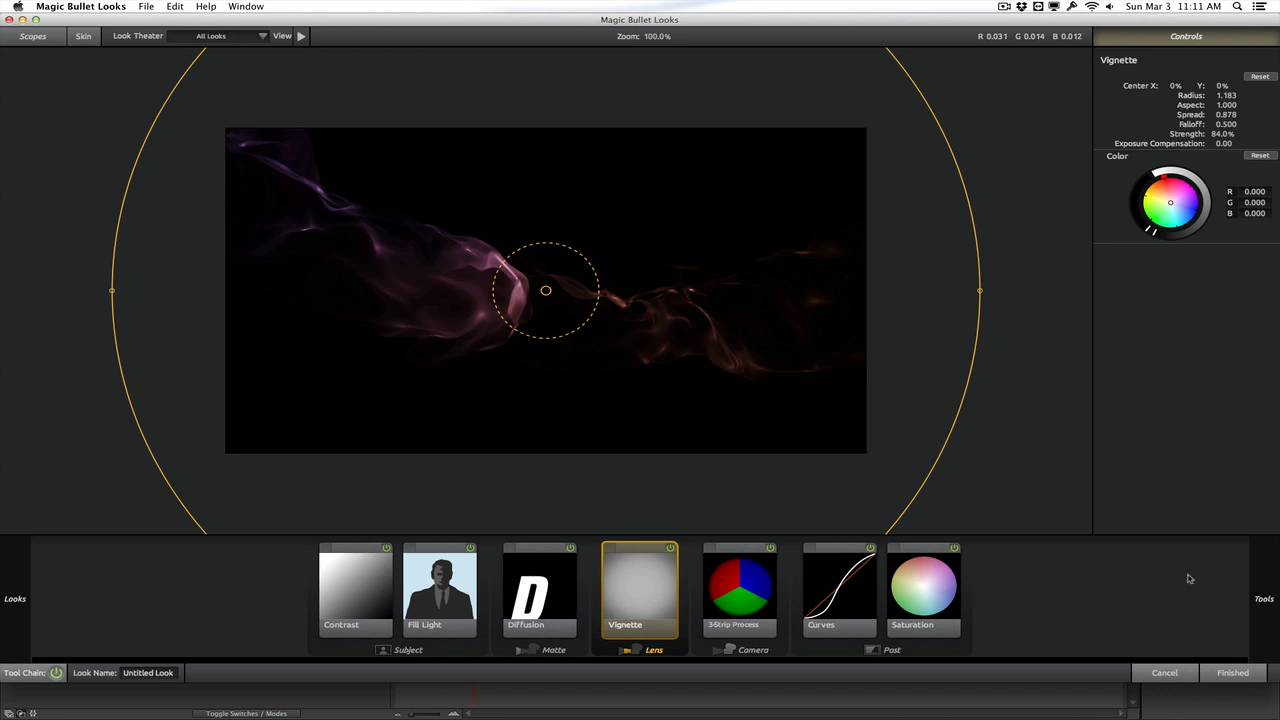 Magic Bullet Looks File Edit Help Window Sun Mar 3 11:11 AM
Magic Bullet Looks
Scopes Skin Look Theater All Looks View Zoom: 100.0% R 0.031 G 0.014 B 0.012 Controls
Vignette
Reset
Center X: 0% Y: 0%
Radius: 1.183
Aspect: 1.000
Spread: 0.878
Falloff: 0.500
Strength: 84.0%
Exposure Compensation: 0.00
Color Reset
R 0.000
G 0.000
B 0.000
D
Looks Tools
Contrast Fill Light Diffusion Vignette 3-Strip Process Curves Saturation
Subject Matte Lens Camera Post
Tool Chain: Look Name: Untitled Look Cancel Finished
Toggle Switches / Modes